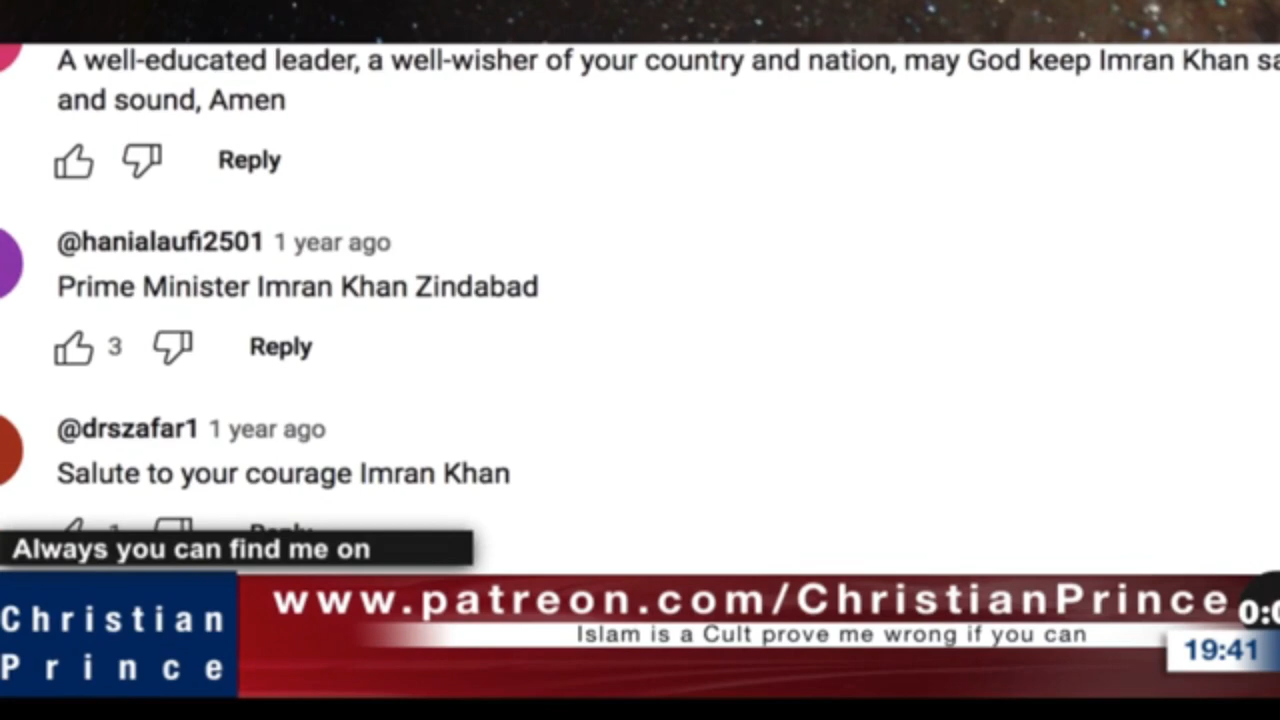 A well-educated leader, a well-wisher of your country and nation, may God keep Imran Khan
and sound, Amen
Reply
@hanialaufi2501 1 year ago
Prime Minister Imran Khan Zindabad
3 Reply
@drszafar1 1 year ago
Salute to your courage Imran Khan
Always you can find me on
www.patreon.com/ChristianPrince
Islam is a Cult prove me wrong if you can
Christian
Prince
19:41